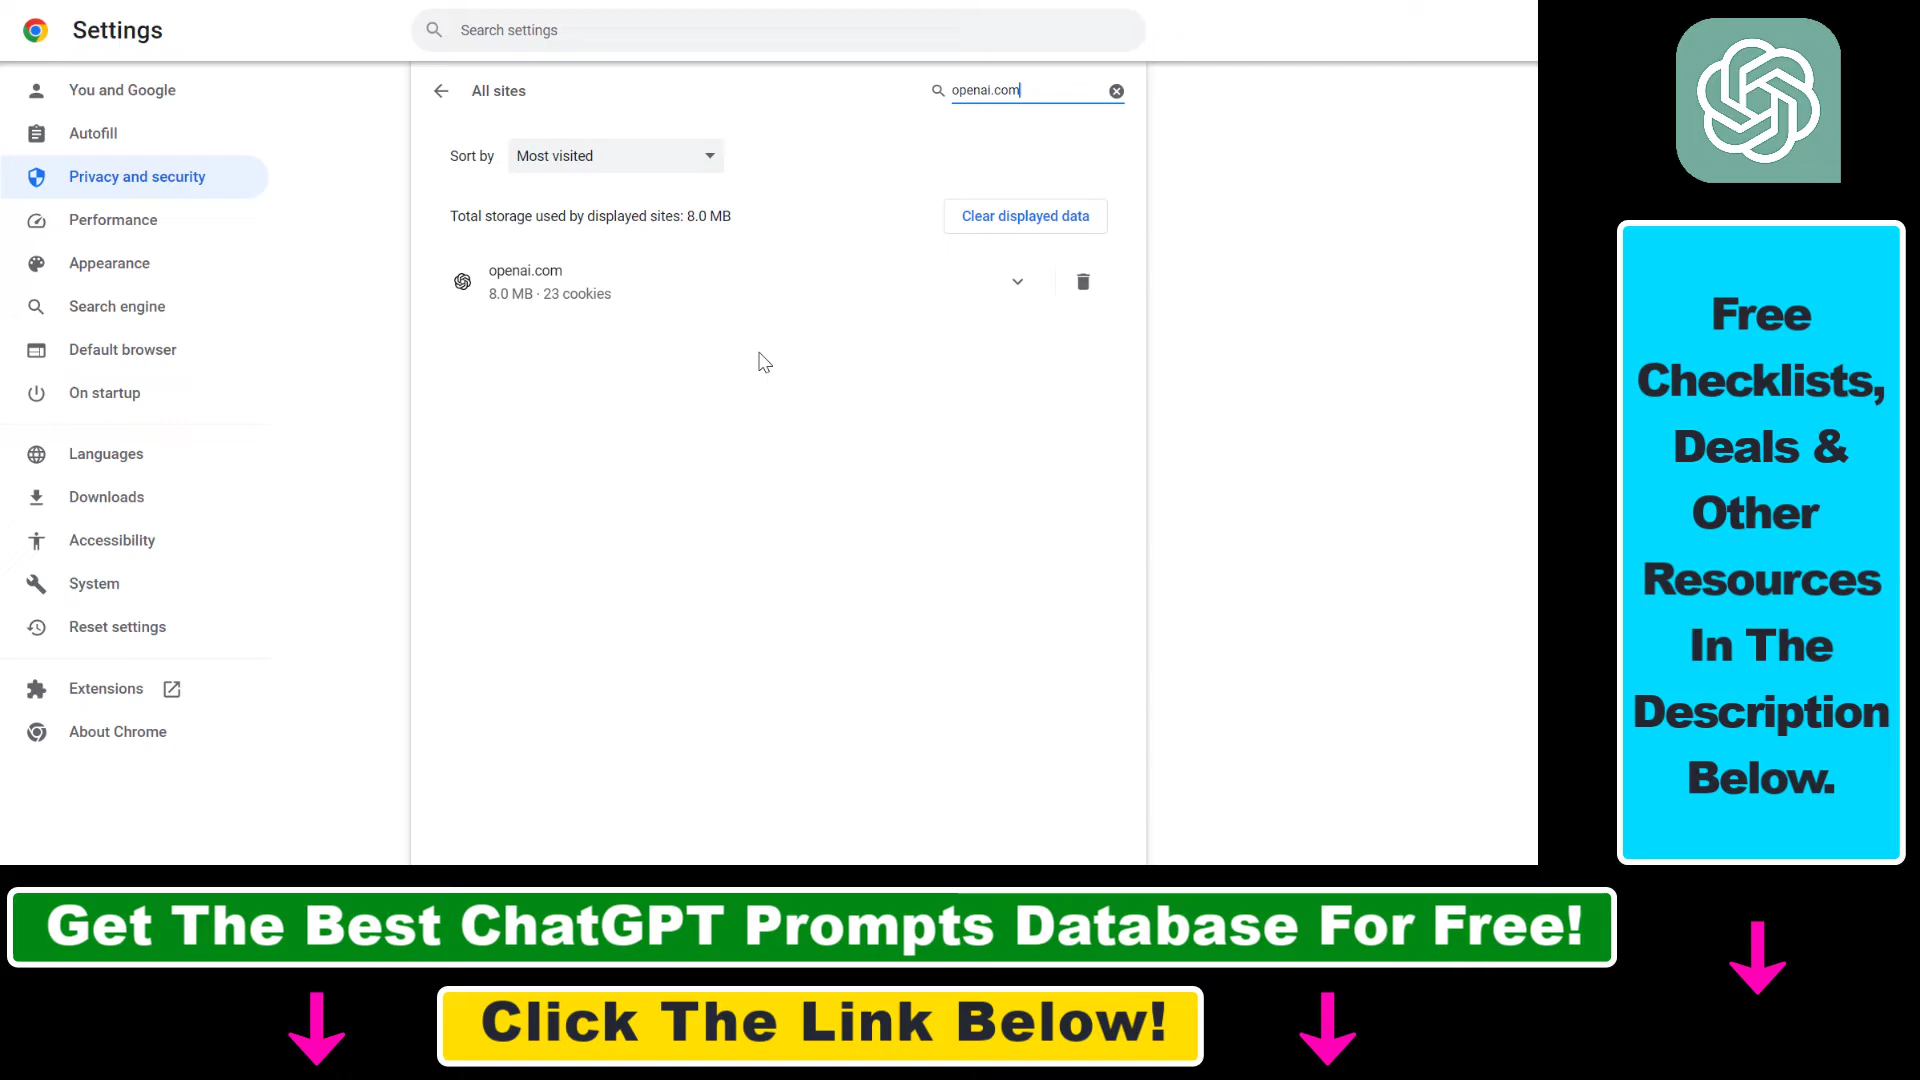 Settings
Search settings
You and Google
Autofill
Privacy and security
Performance
Appearance
Search engine
Default browser
On startup
Languages
Downloads
Accessibility
System
Reset settings
Extensions
About Chrome
All sites
openai.com
Sort by
Most visited
Total storage used by displayed sites: 8.0 MB
Clear displayed data
openai.com
8.0 MB · 23 cookies
Free
Checklists,
Deals &
Other
Resources
In The
Description
Below.
Get The Best ChatGPT Prompts Database For Free!
Click The Link Below!